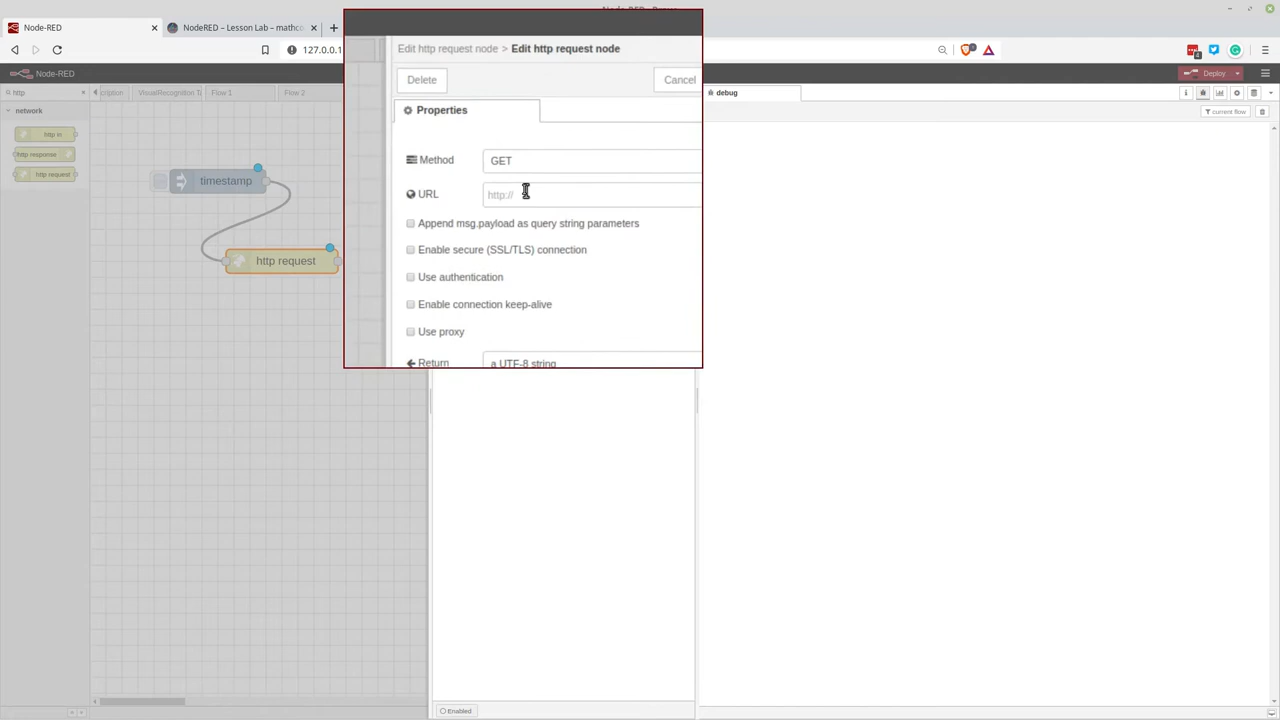 Node-RED
NodeRED – Lesson Lab – mathco
127.0.0.1
4
Node-RED
Deploy
http
network
http in
http response
http request
VisualRecognition T
Flow 1
Flow 2
timestamp
http request
Edit http request node > Edit http request node
Delete
Cancel
Properties
Method
GET
URL
http://
Append msg.payload as query string parameters
Enable secure (SSL/TLS) connection
Use authentication
Enable connection keep-alive
Use proxy
Return
a UTF-8 string
Enabled
debug
current flow